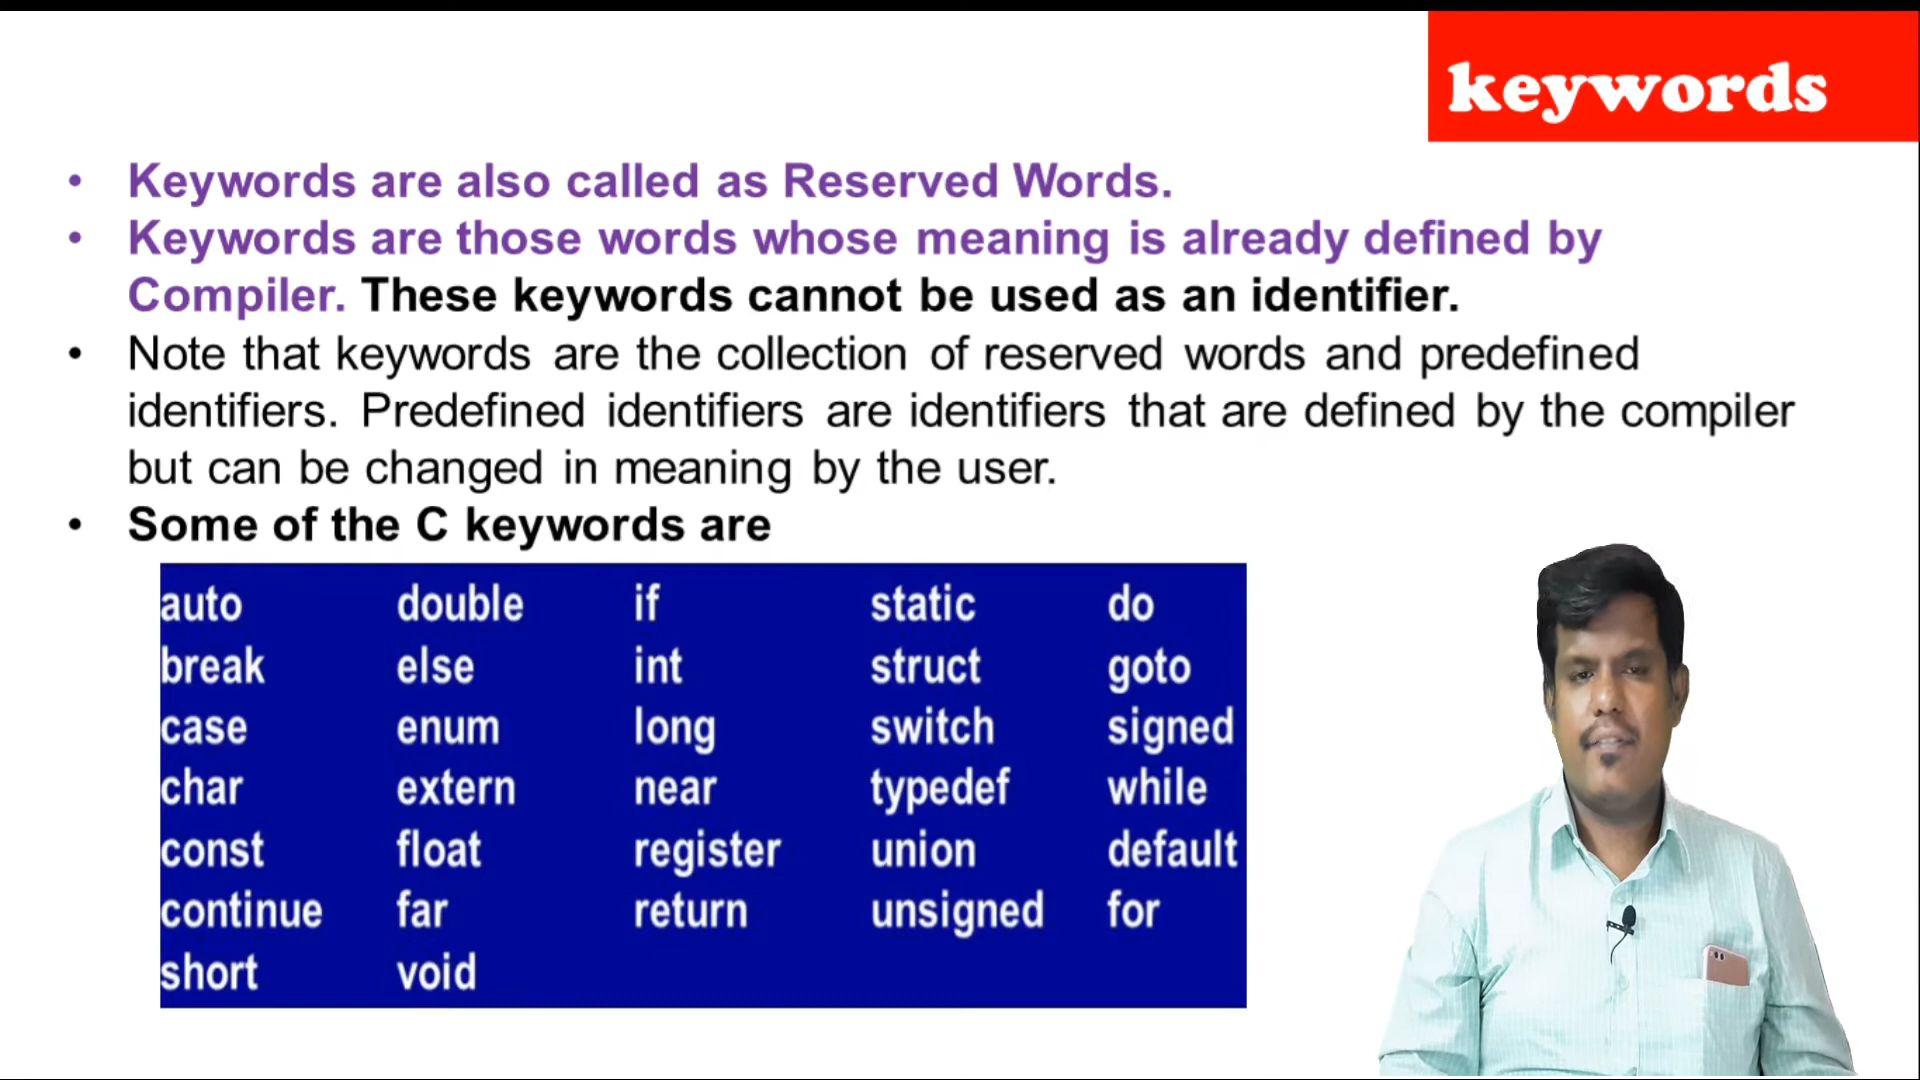 keywords
• Keywords are also called as Reserved Words.
• Keywords are those words whose meaning is already defined by
Compiler. These keywords cannot be used as an identifier.
• Note that keywords are the collection of reserved words and predefined
identifiers. Predefined identifiers are identifiers that are defined by the compiler
but can be changed in meaning by the user.
• Some of the C keywords are
auto double if static do
break else int struct goto
case enum long switch signed
char extern near typedef while
const float register union default
continue far return unsigned for
short void